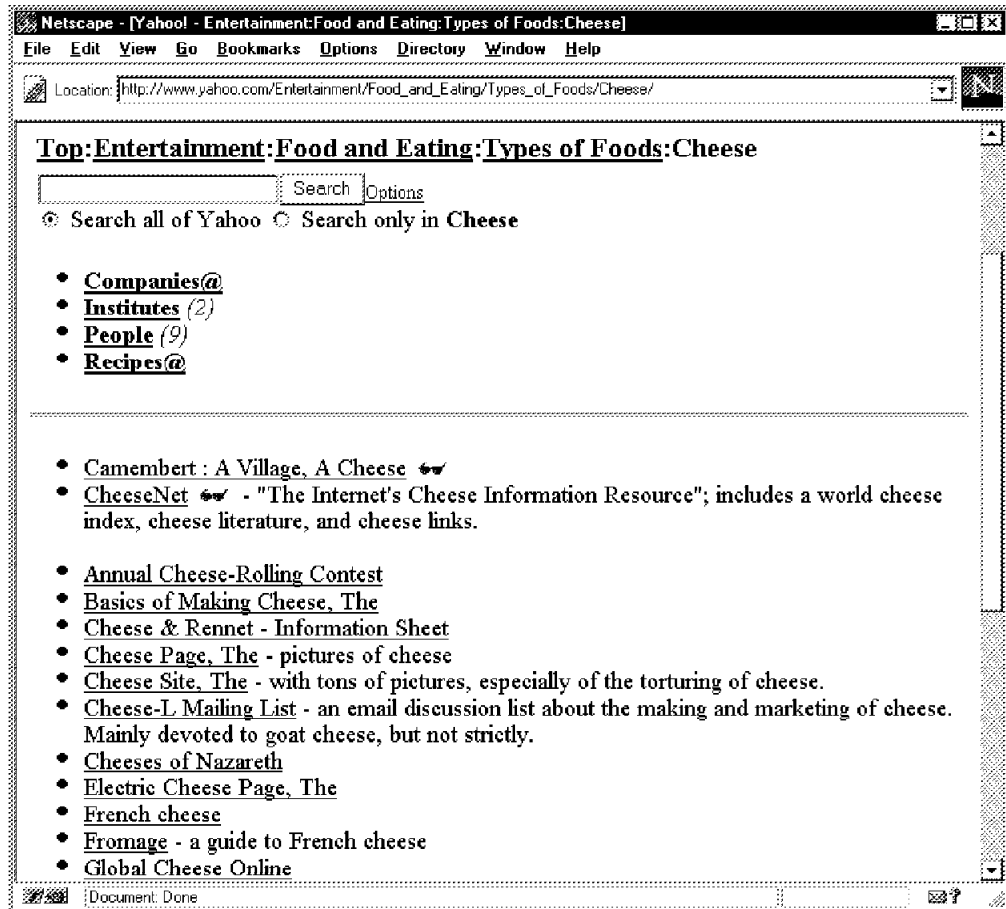 Netscape - [Yahoo! - Entertainment:Food and Eating:Types of Foods:Cheese]
File Edit View Go Bookmarks Options Directory Window Help
Location: http://www.yahoo.com/Entertainment/Food_and_Eating/Types_of_Foods/Cheese/
N
Top:Entertainment:Food and Eating:Types of Foods:Cheese
Search Options
Search all of Yahoo Search only in Cheese
Companies@
Institutes (2)
People (9)
Recipes@
Camembert : A Village, A Cheese
CheeseNet - "The Internet's Cheese Information Resource"; includes a world cheese
index, cheese literature, and cheese links.
Annual Cheese-Rolling Contest
Basics of Making Cheese, The
Cheese & Rennet - Information Sheet
Cheese Page, The - pictures of cheese
Cheese Site, The - with tons of pictures, especially of the torturing of cheese.
Cheese-L Mailing List - an email discussion list about the making and marketing of cheese.
Mainly devoted to goat cheese, but not strictly.
Cheeses of Nazareth
Electric Cheese Page, The
French cheese
Fromage - a guide to French cheese
Global Cheese Online
Document: Done
?